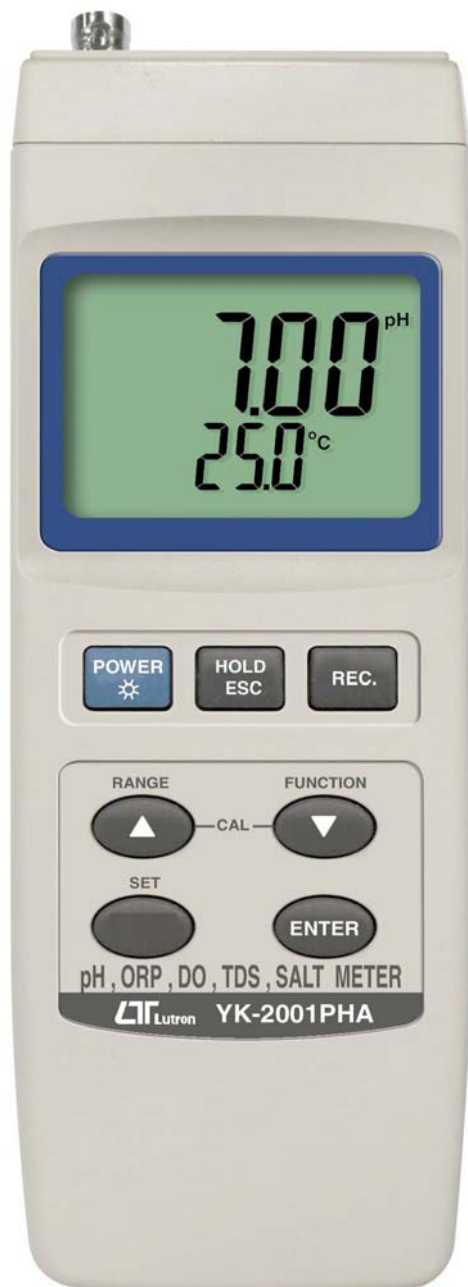 7.00 pH
25.0 °C
POWER
HOLD
ESC
REC.
RANGE
FUNCTION
CAL
SET
ENTER
pH , ORP , DO , TDS , SALT METER
LT Lutron YK-2001PHA